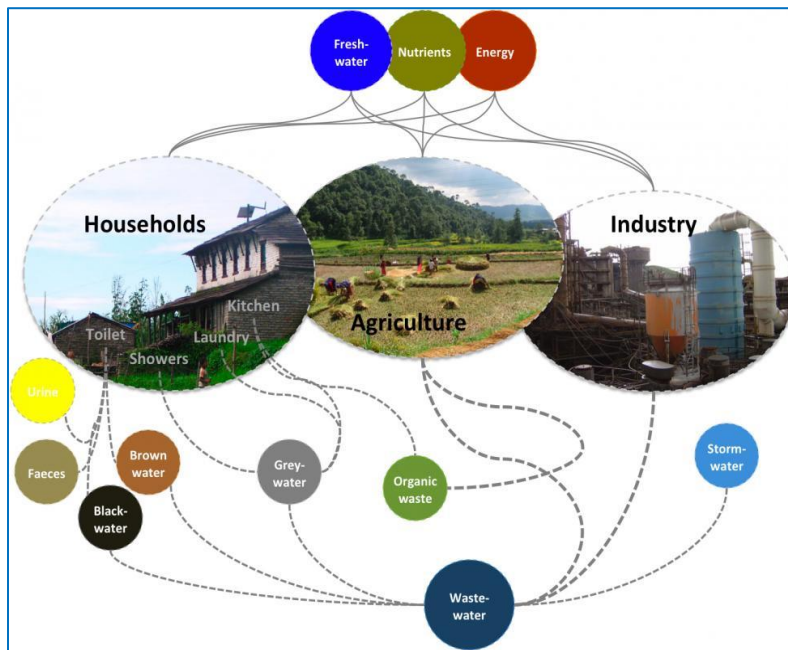 Fresh-
water
Nutrients
Energy
Households
Agriculture
Industry
Kitchen
Toilet
Laundry
Showers
Urine
Faeces
Brown
water
Black-
water
Grey-
water
Organic
waste
Storm-
water
Waste-
water